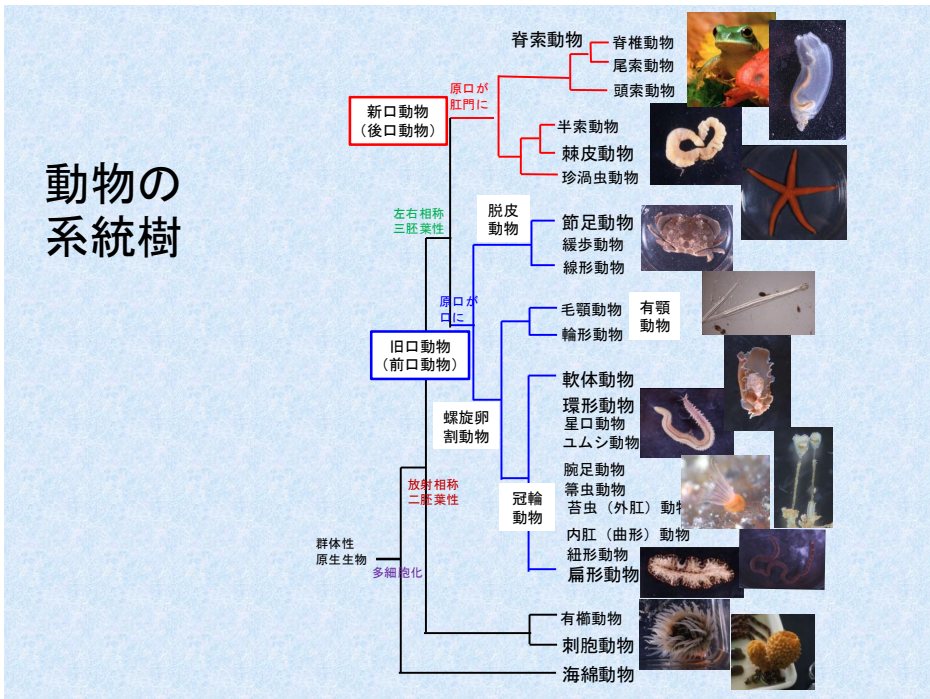 動物の
系統樹
脊索動物
脊椎動物
尾索動物
頭索動物
原口が
肛門に
新口動物
（後口動物）
半索動物
棘皮動物
珍渦虫動物
左右相称
三胚葉性
脱皮
動物
節足動物
緩歩動物
線形動物
原口が
口に
旧口動物
（前口動物）
毛顎動物
輪形動物
有顎
動物
螺旋卵
割動物
軟体動物
環形動物
星口動物
ユムシ動物
腕足動物
箒虫動物
苔虫（外肛）動物
冠輪
動物
内肛（曲形）動物
紐形動物
扁形動物
放射相称
二胚葉性
群体性
原生生物
多細胞化
有櫛動物
刺胞動物
海綿動物